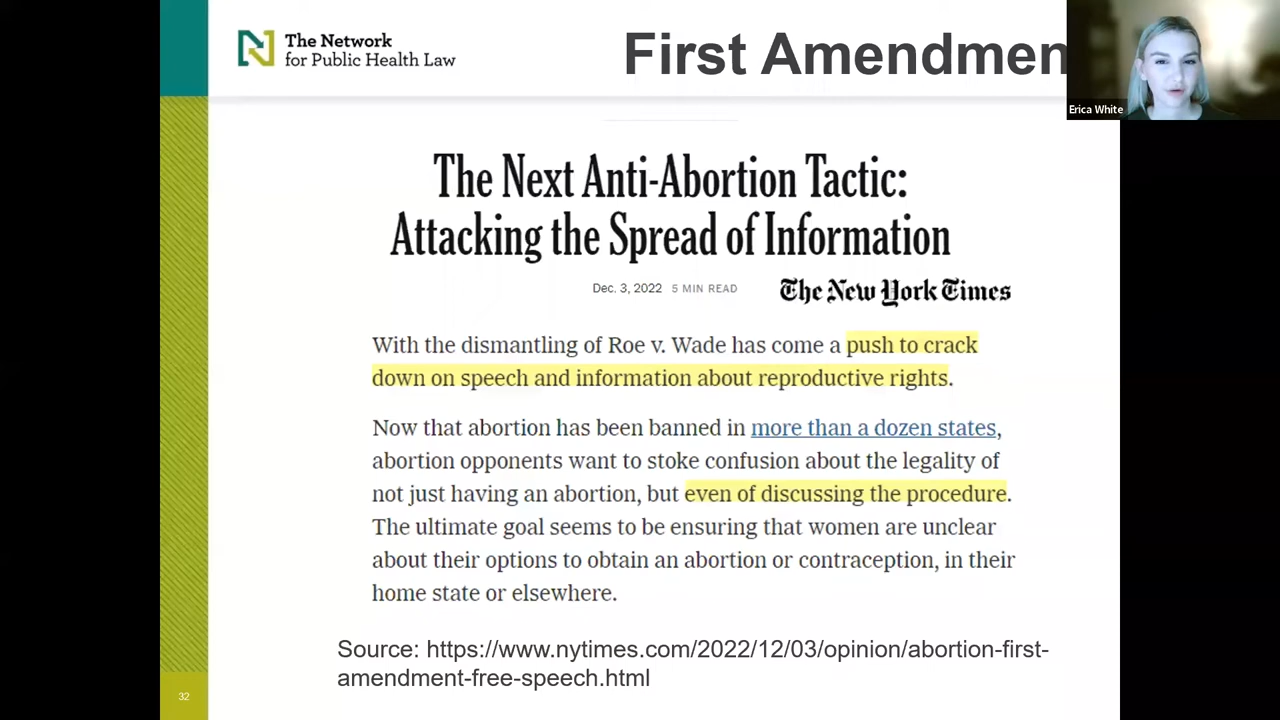 The Network
for Public Health Law
First Amendmen
Erica White
The Next Anti-Abortion Tactic:
Attacking the Spread of Information
Dec. 3, 2022 5 MIN READ
The New York Times
With the dismantling of Roe v. Wade has come a push to crack
down on speech and information about reproductive rights.
Now that abortion has been banned in more than a dozen states,
abortion opponents want to stoke confusion about the legality of
not just having an abortion, but even of discussing the procedure.
The ultimate goal seems to be ensuring that women are unclear
about their options to obtain an abortion or contraception, in their
home state or elsewhere.
Source: https://www.nytimes.com/2022/12/03/opinion/abortion-first-
amendment-free-speech.html
32